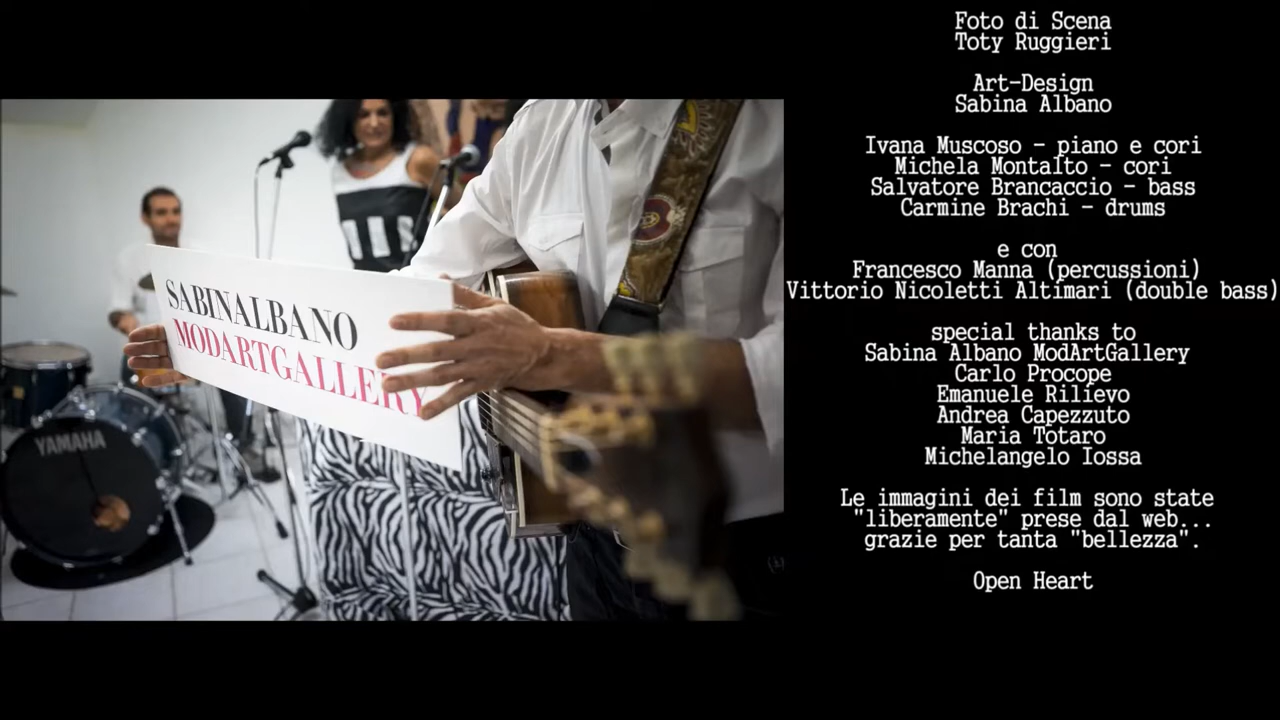 SABINALBANO
MODARTGALLERY
YAMAHA
Foto di Scena
Toty Ruggieri
Art-Design
Sabina Albano
Ivana Muscoso - piano e cori
Michela Montalto - cori
Salvatore Brancaccio - bass
Carmine Brachi - drums
e con
Francesco Manna (percussioni)
Vittorio Nicoletti Altimari (double bass)
special thanks to
Sabina Albano ModArtGallery
Carlo Procope
Emanuele Rilievo
Andrea Capezzuto
Maria Totaro
Michelangelo Iossa
Le immagini dei film sono state
"liberamente" prese dal web...
grazie per tanta "bellezza".
Open Heart